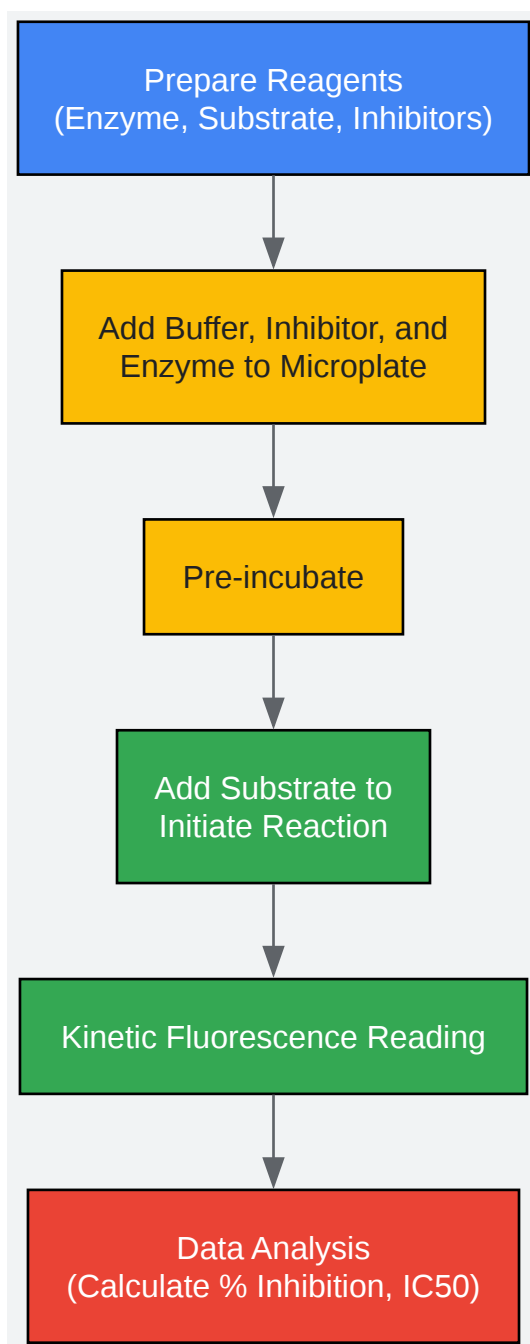 Prepare Reagents
(Enzyme, Substrate, Inhibitors)
Add Buffer, Inhibitor, and
Enzyme to Microplate
Pre-incubate
Add Substrate to
Initiate Reaction
Kinetic Fluorescence Reading
Data Analysis
(Calculate % Inhibition, IC50)